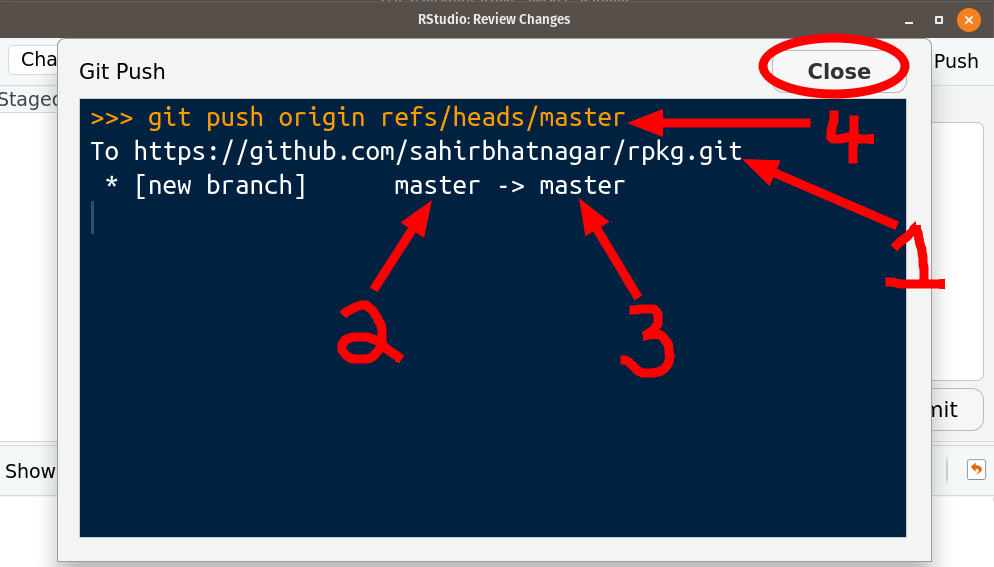 RStudio: Review Changes
Cha
Git Push
Close
Push
Staged
>>> git push origin refs/heads/master
4
To https://github.com/sahirbhatnagar/rpkg.git
* [new branch]      master -> master
1
2
3
mit
Show